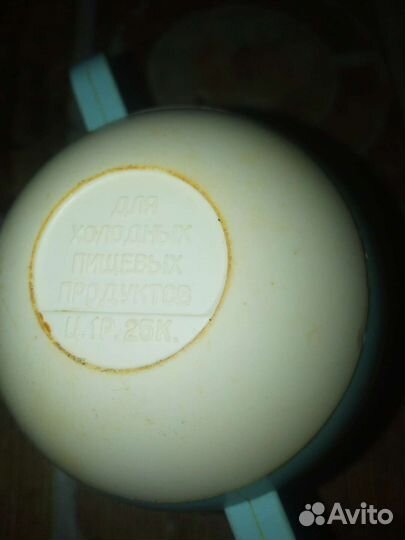 ДЛЯ
ХОЛОДНЫХ
ПИЩЕВЫХ
ПРОДУКТОВ
Ц.1Р.25К.
Avito